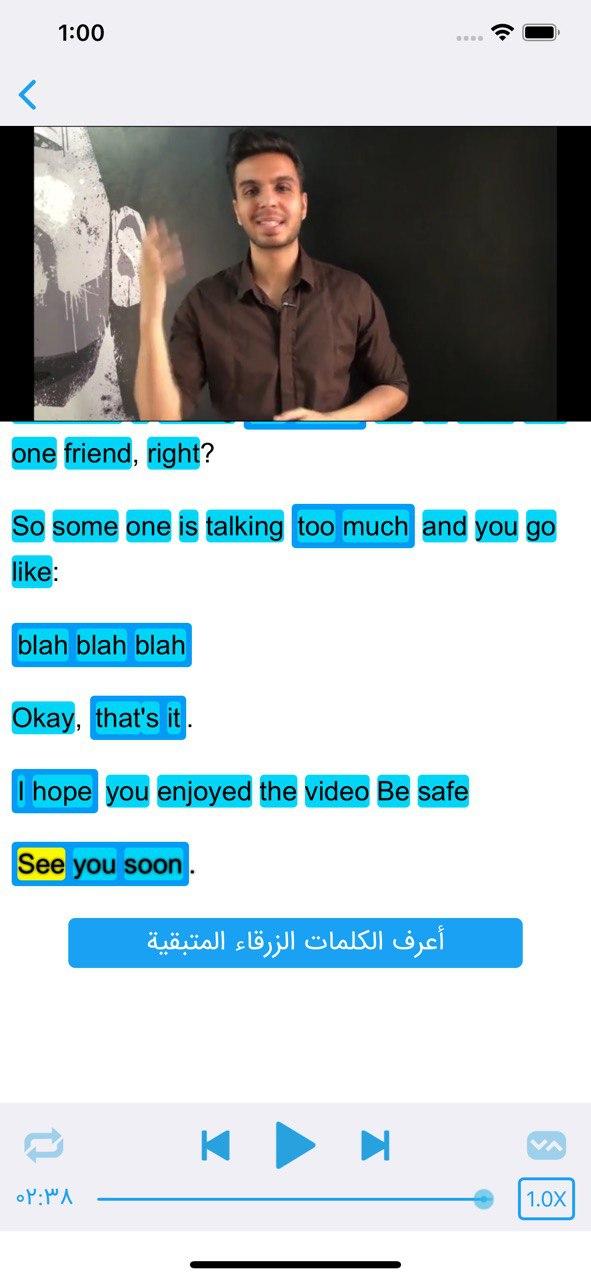 1:00
one friend, right?
So some one is talking too much and you go
like:
blah blah blah
Okay, that's it.
I hope you enjoyed the video Be safe
See you soon.
أعرف الكلمات الزرقاء المتبقية
۰۲:۳۸
1.0X